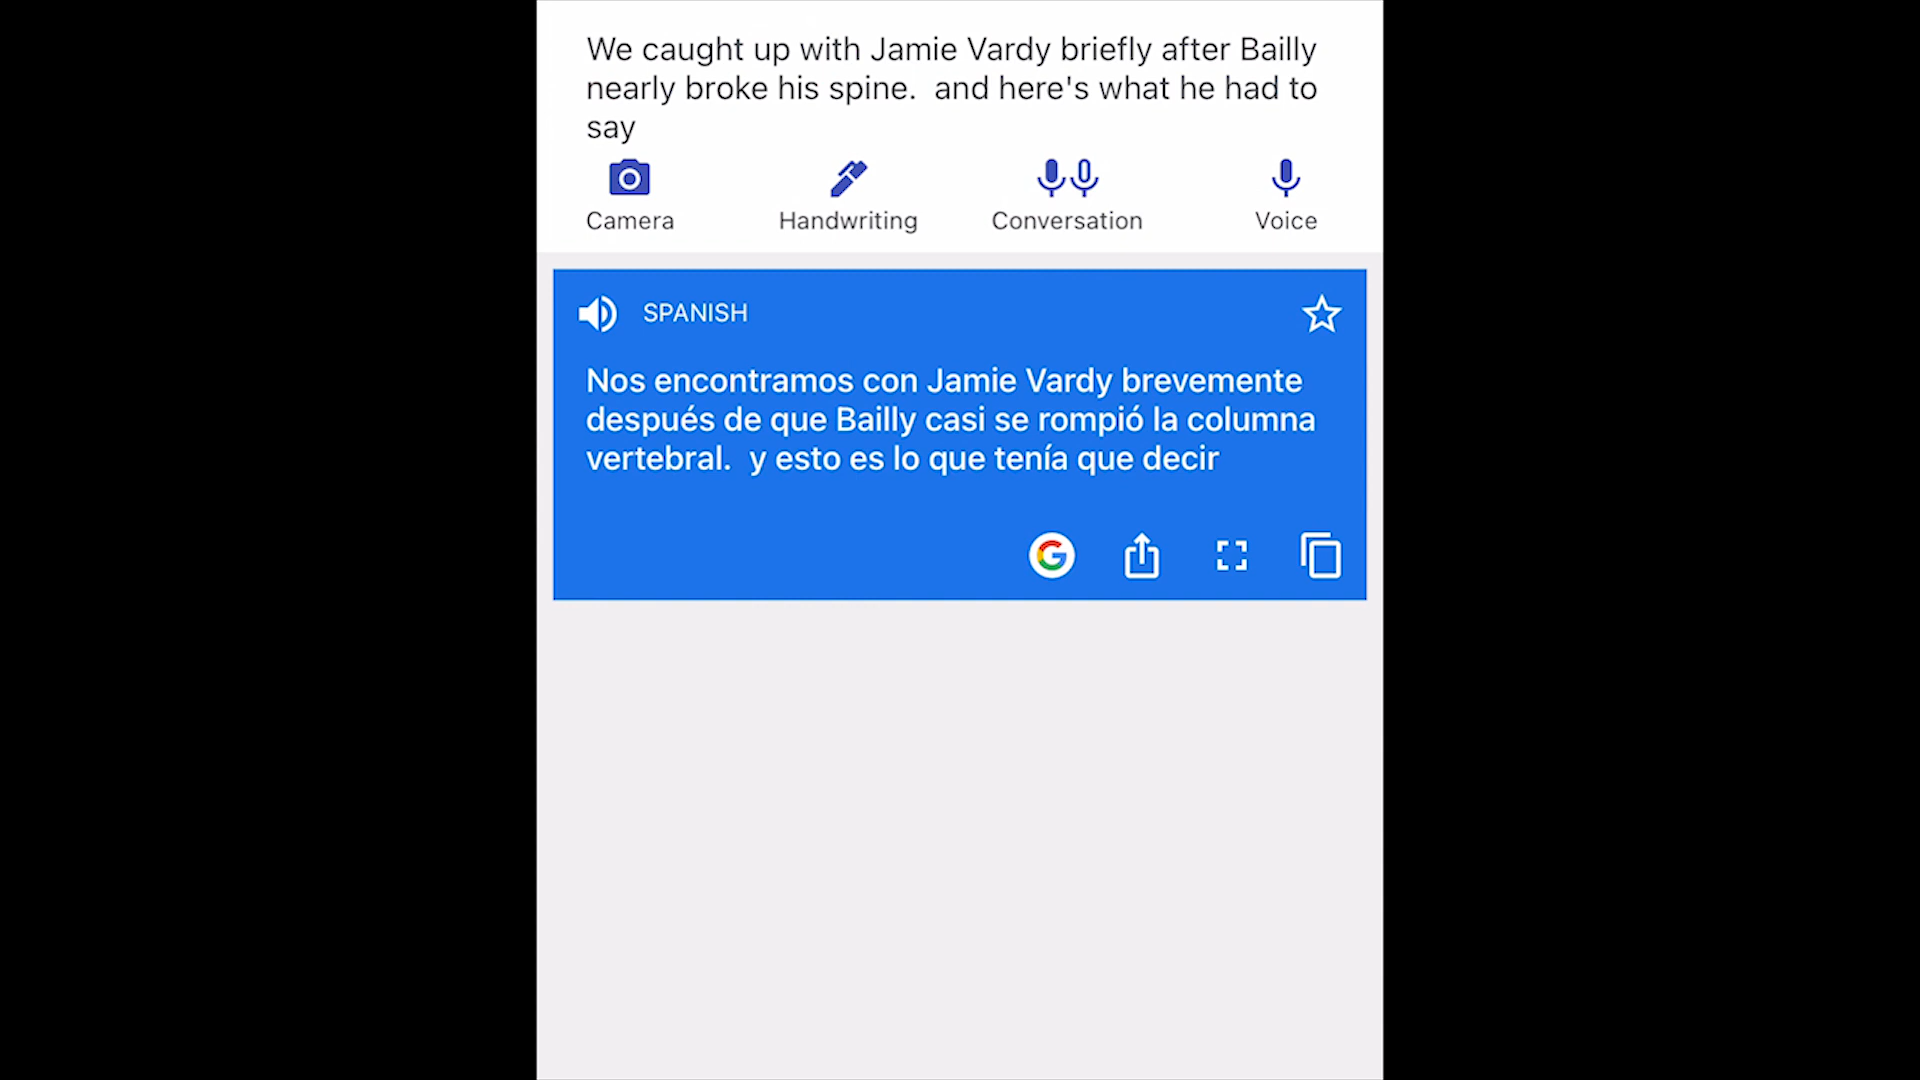 We caught up with Jamie Vardy briefly after Bailly
nearly broke his spine.  and here's what he had to
say
Camera
Handwriting
Conversation
Voice
SPANISH
Nos encontramos con Jamie Vardy brevemente
después de que Bailly casi se rompió la columna
vertebral.  y esto es lo que tenía que decir